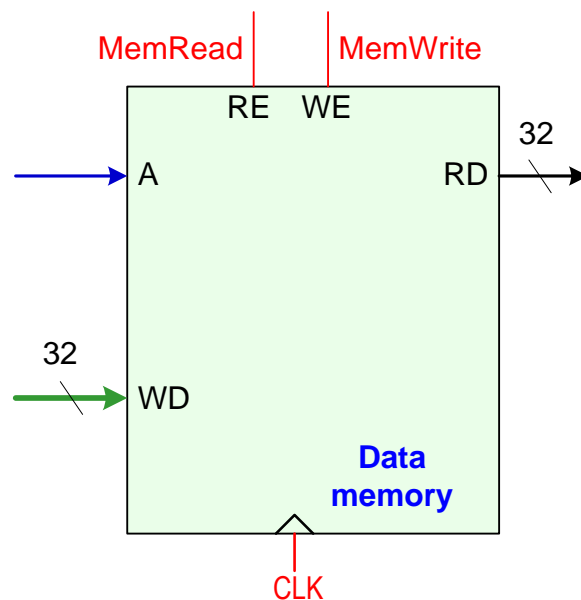 MemRead MemWrite
RE WE
32
A RD
32
WD
Data
memory
CLK